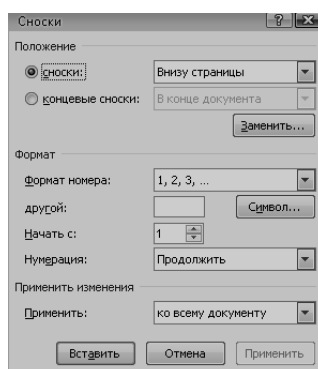 Сноски
Положение
сноски: Внизу страницы
концевые сноски: В конце документа
Заменить...
Формат
Формат номера: 1, 2, 3, ...
другой: Символ...
Начать с: 1
Нумерация: Продолжить
Применить изменения
Применить: ко всему документу
Вставить Отмена Применить